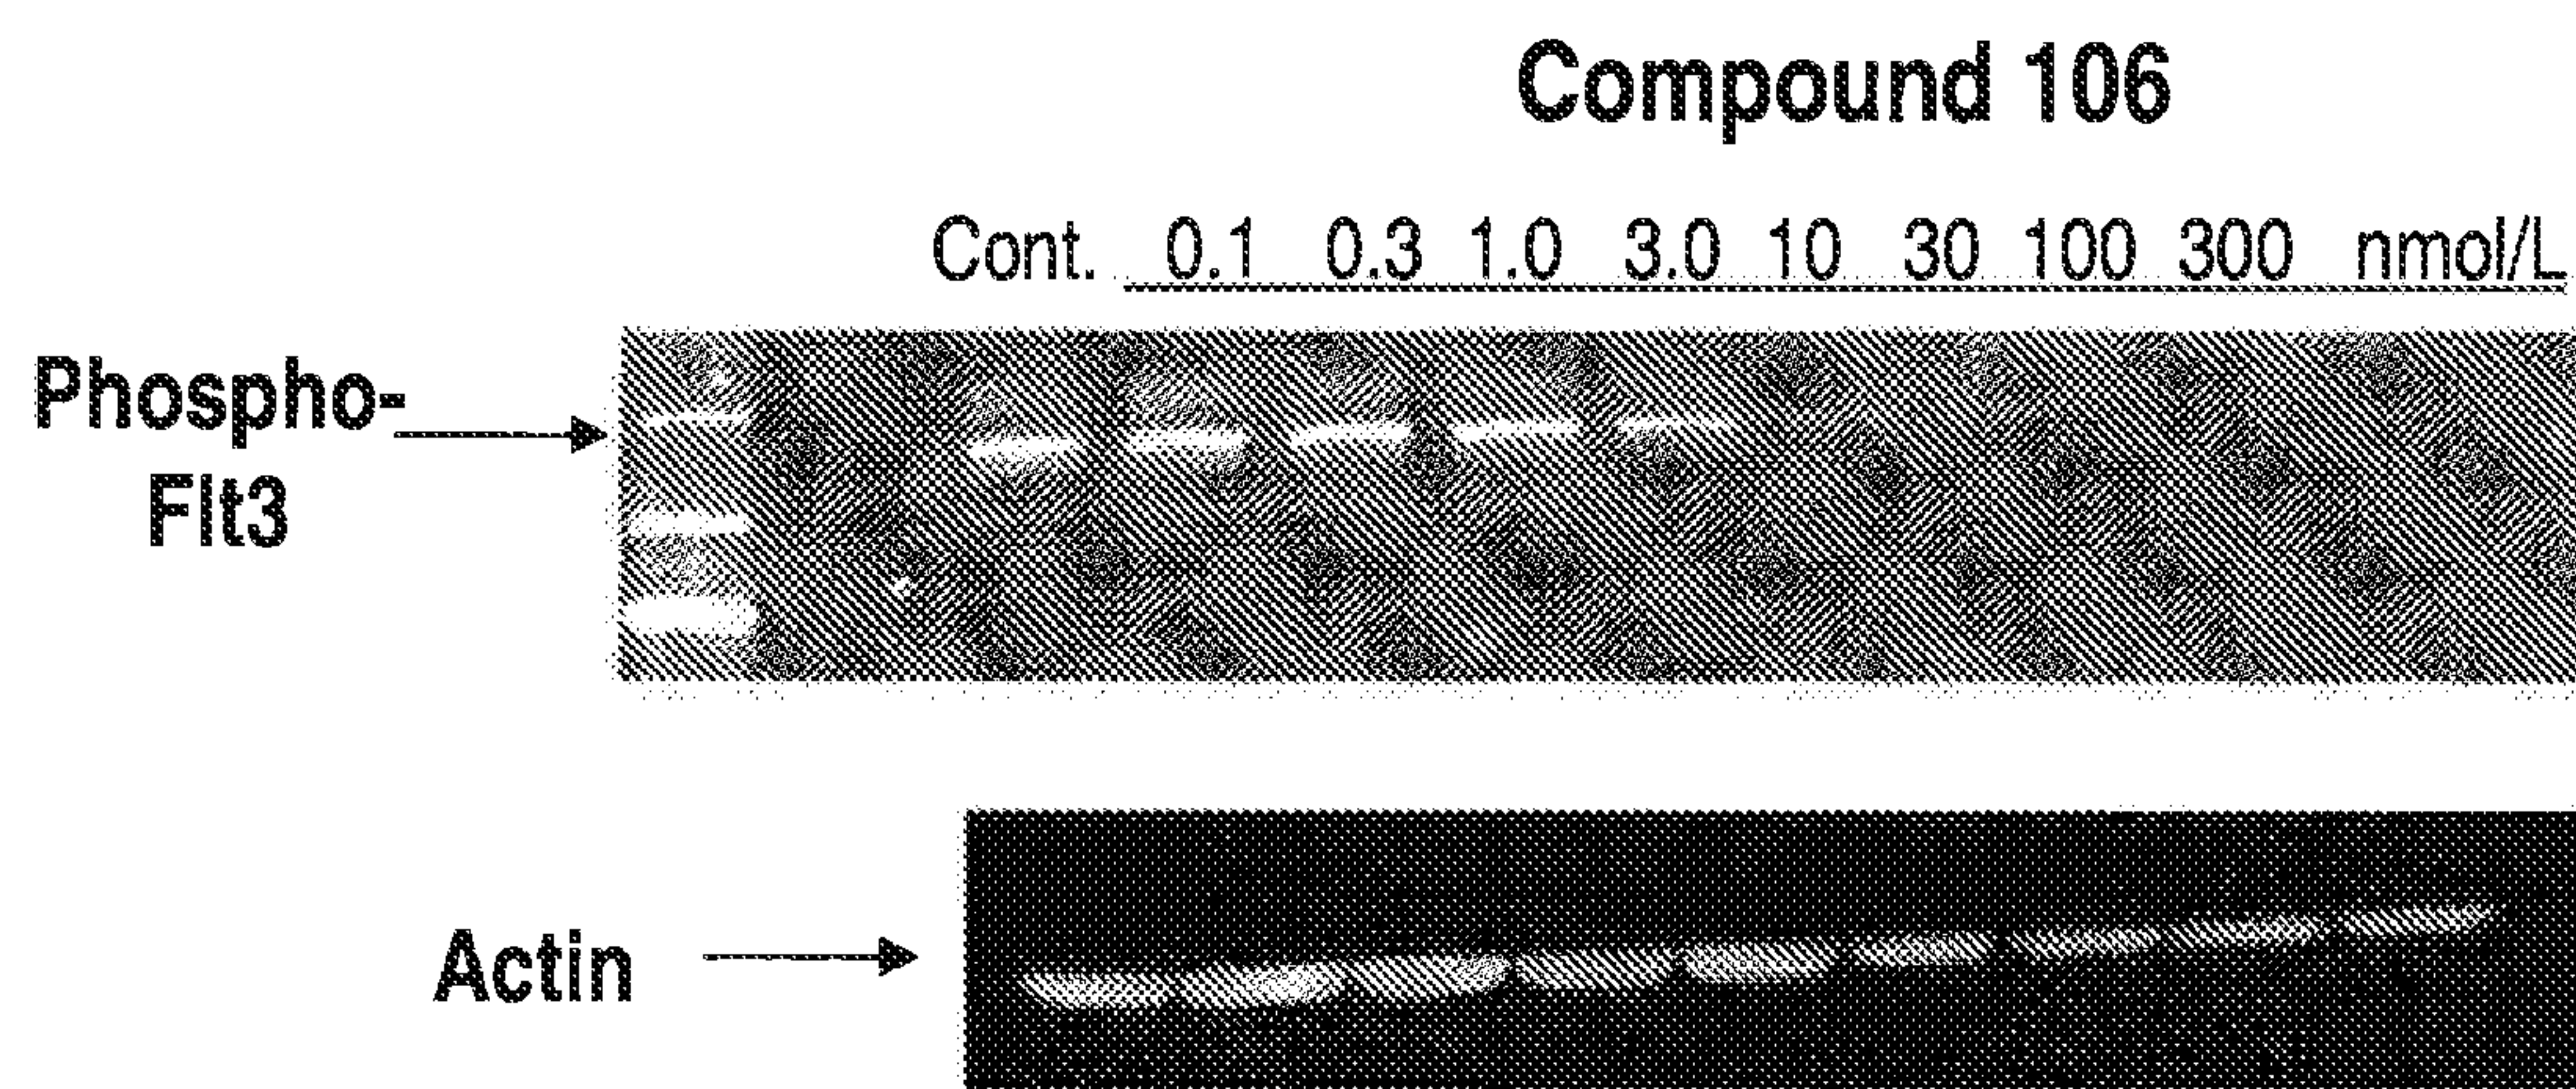 Compound 106
Cont. 0.1 0.3 1.0 3.0 10 30 100 300 nmol/L
Phospho-
Flt3
Actin